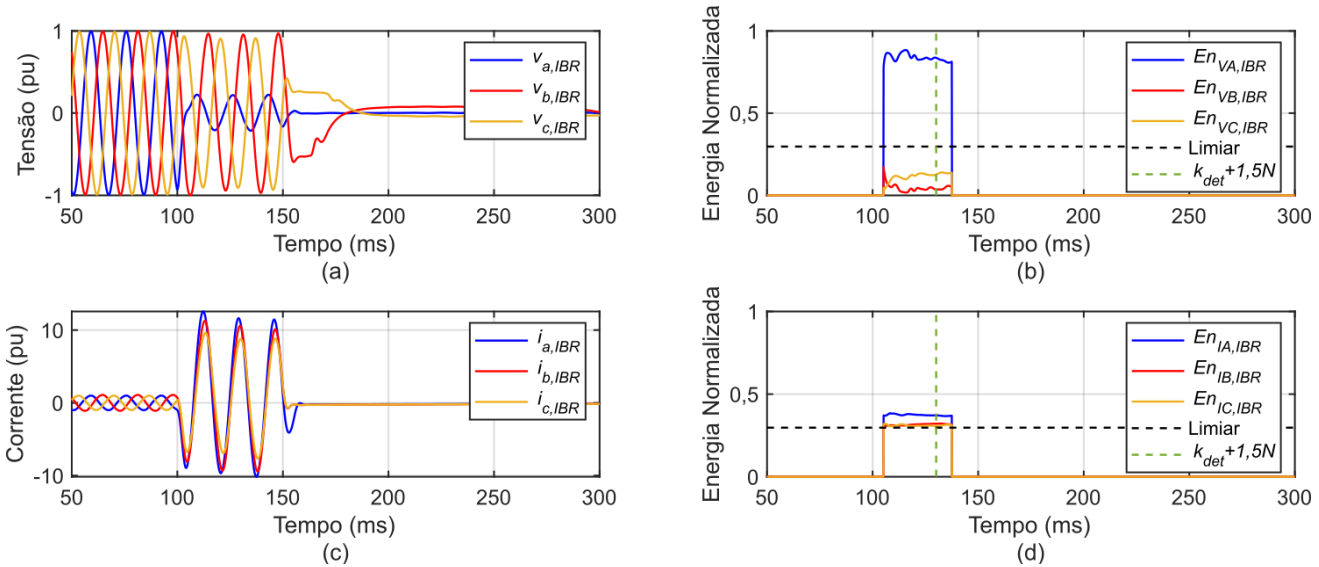 1
0
-1
Tensão (pu)
50 100 150 200 250 300
Tempo (ms)
(a)
v_a,IBR
v_b,IBR
v_c,IBR
1
0.5
0
Energia Normalizada
50 100 150 200 250 300
Tempo (ms)
(b)
En_VA,IBR
En_VB,IBR
En_VC,IBR
Limiar
k_det+1,5N
10
0
-10
Corrente (pu)
50 100 150 200 250 300
Tempo (ms)
(c)
i_a,IBR
i_b,IBR
i_c,IBR
1
0.5
0
Energia Normalizada
50 100 150 200 250 300
Tempo (ms)
(d)
En_IA,IBR
En_IB,IBR
En_IC,IBR
Limiar
k_det+1,5N